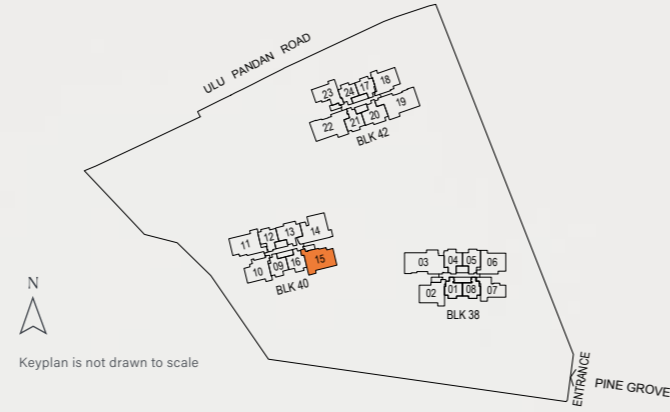 ULU PANDAN ROAD
23 24 17 18
22 21 20 19
BLK 42
11 12 13 14
10 09 16 15
BLK 40
03 04 05 06
02 01 08 07
BLK 38
N
Keyplan is not drawn to scale
ENTRANCE
PINE GROVE